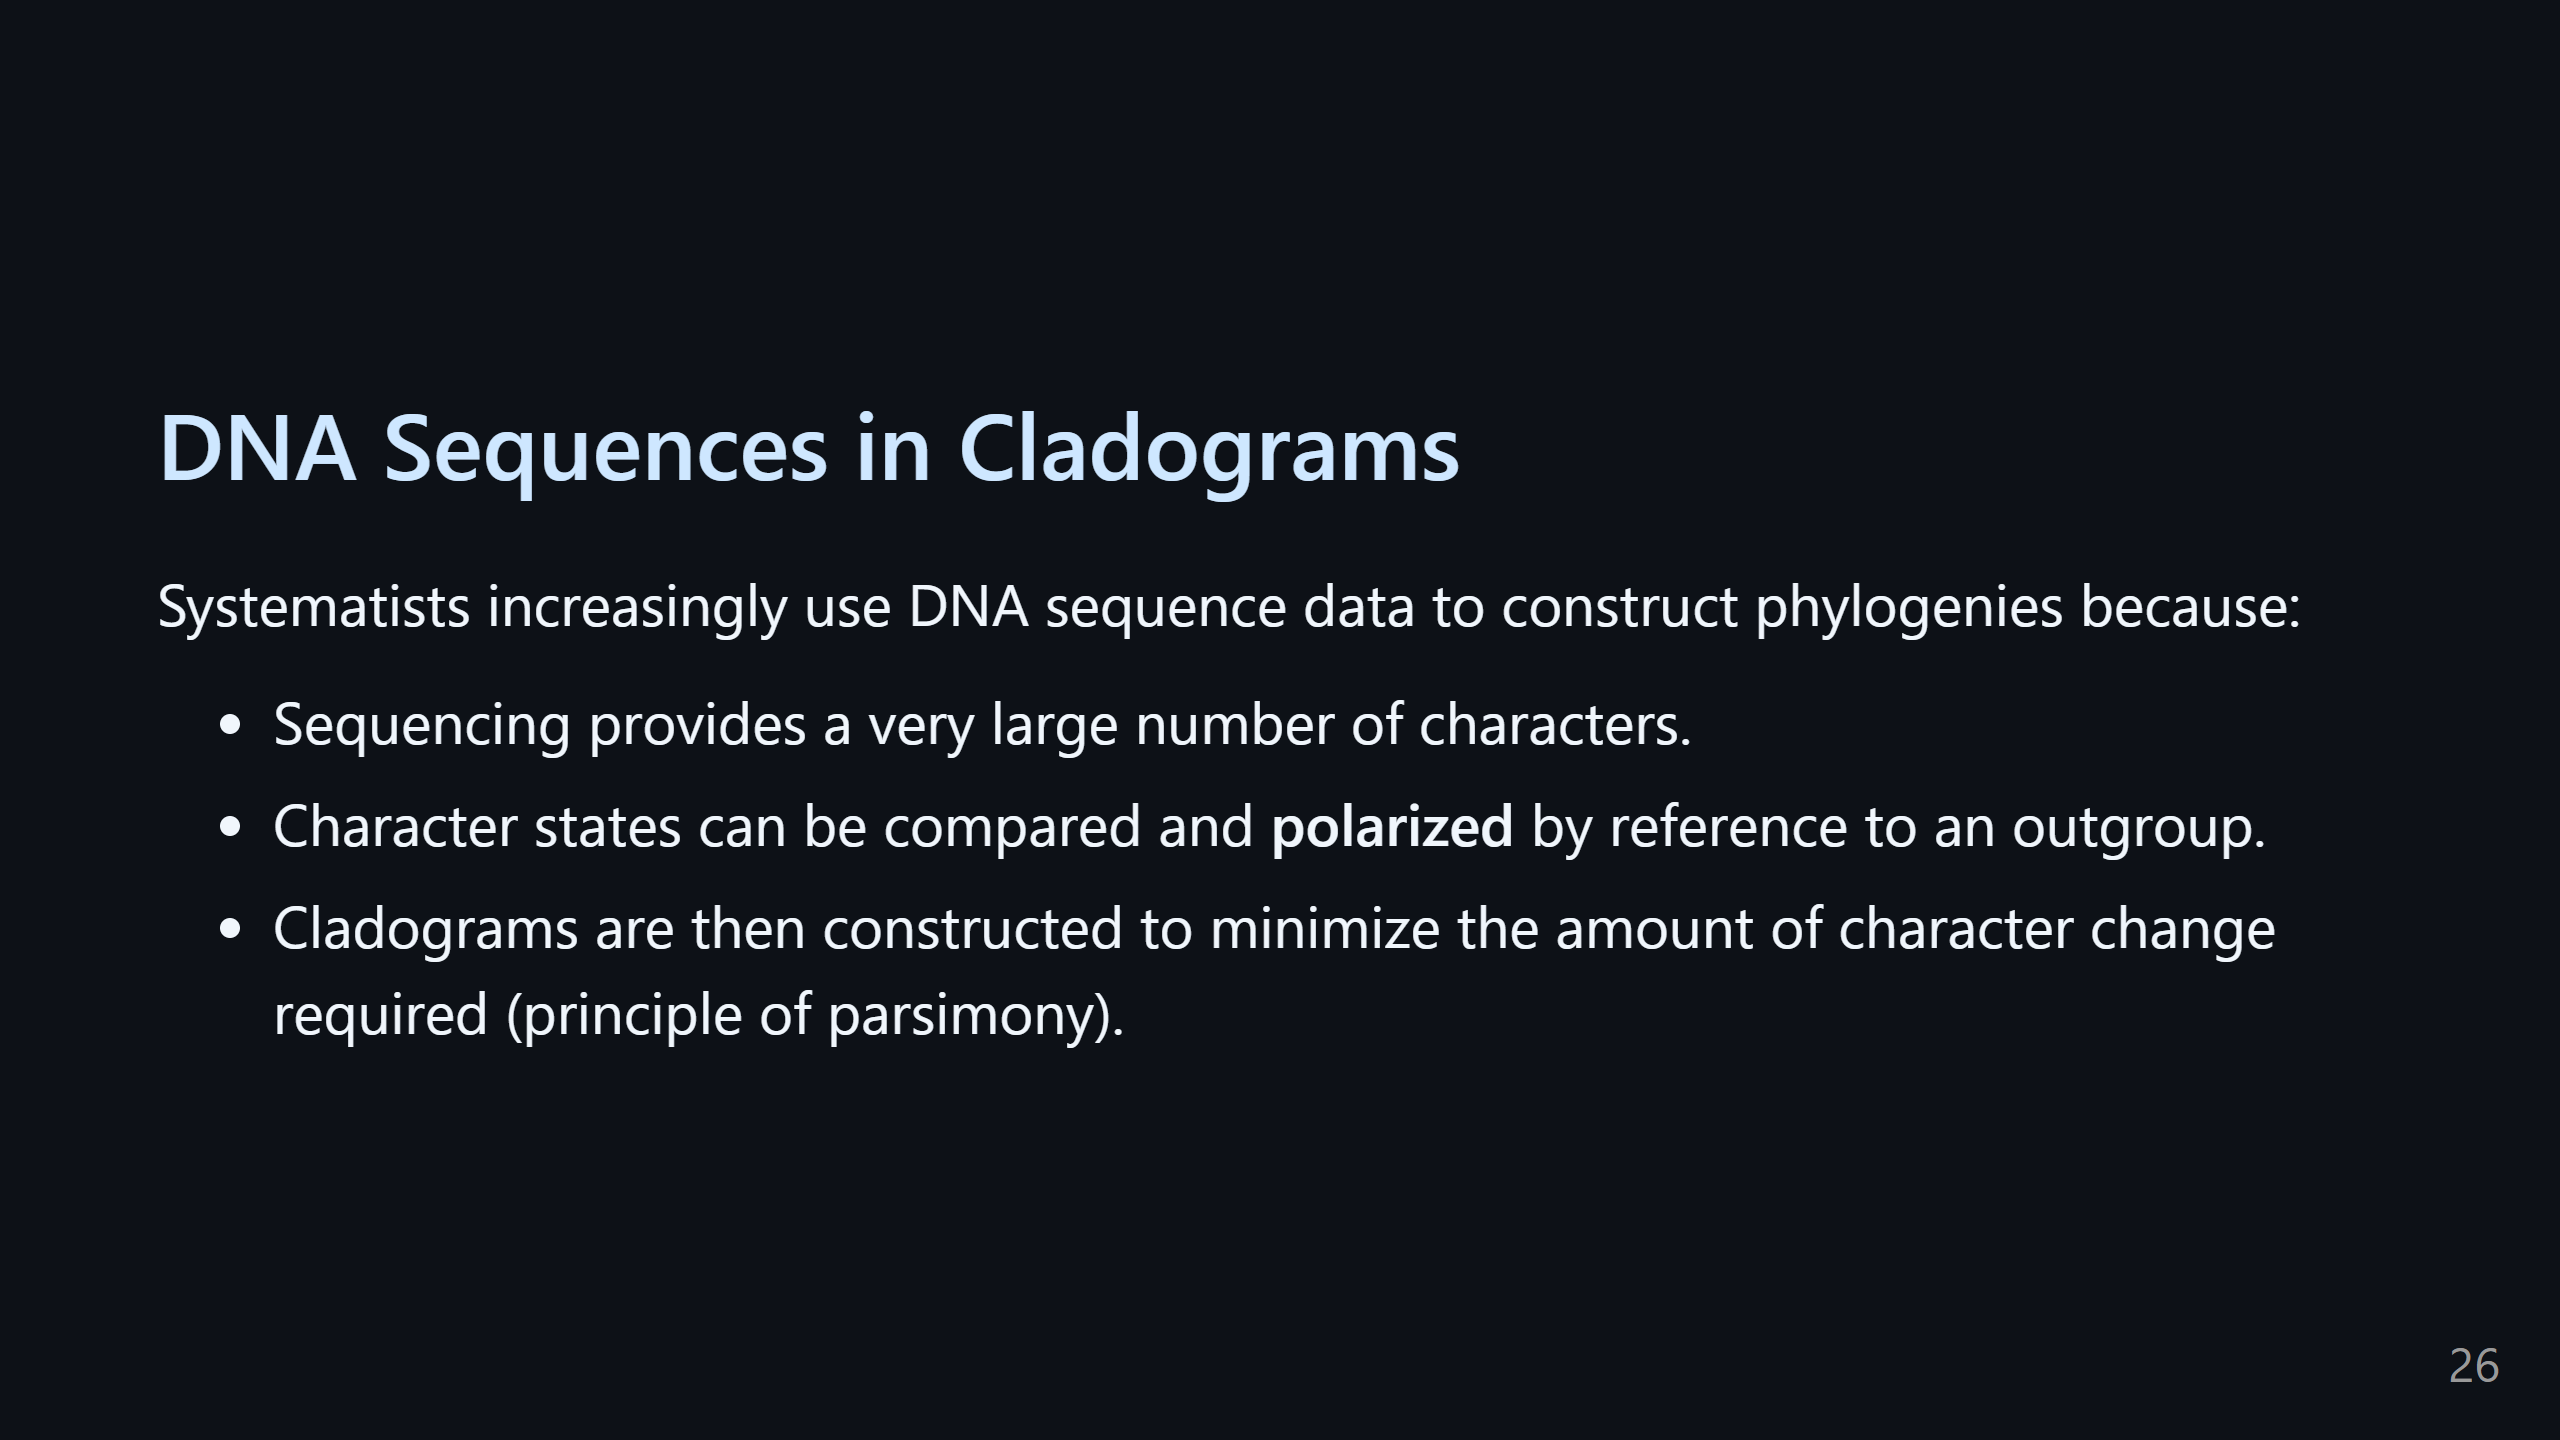 DNA Sequences in Cladograms
Systematists increasingly use DNA sequence data to construct phylogenies because:
• Sequencing provides a very large number of characters.
• Character states can be compared and polarized by reference to an outgroup.
• Cladograms are then constructed to minimize the amount of character change
required (principle of parsimony).
26